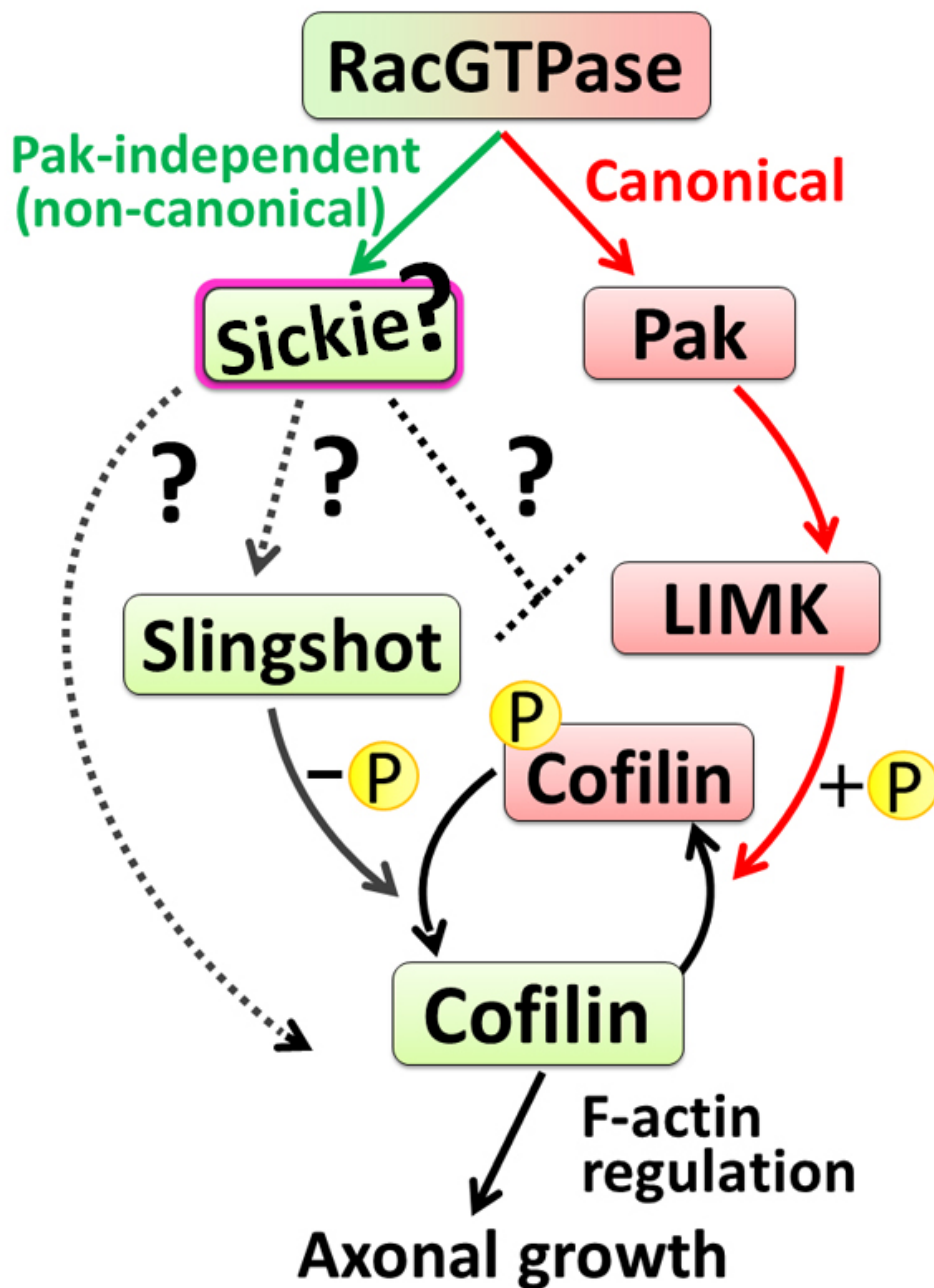 RacGTPase
Pak-independent
(non-canonical)
Canonical
Sickie?
Pak
?
?
?
LIMK
Slingshot
P
Cofilin
–P
+P
Cofilin
F-actin
regulation
Axonal growth